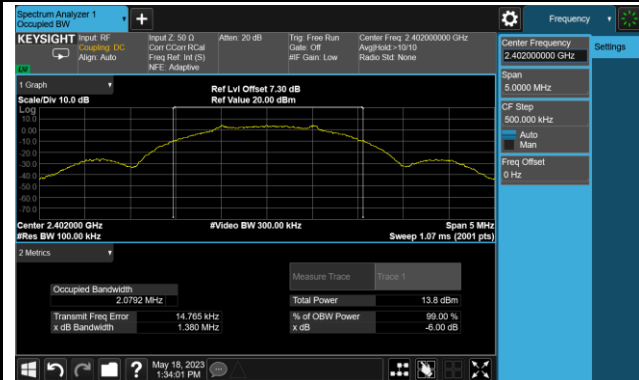 Spectrum Analyzer 1
Occupied BW
Frequency
KEYSIGHT
Input: RF
Coupling: DC
Align: Auto
Input Z: 50 Ω
Corr CCorr RCal
Freq Ref: Int (S)
NFE: Adaptive
Atten: 20 dB
Trig: Free Run
Gate: Off
#IF Gain: Low
Center Freq: 2.402000000 GHz
Avg|Hold:>10/10
Radio Std: None
LXI
1 Graph
Scale/Div 10.0 dB
Ref Lvl Offset 7.30 dB
Ref Value 20.00 dBm
Log
10.0
0.00
-10.0
-20.0
-30.0
-40.0
-50.0
-60.0
-70.0
Center 2.402000 GHz
#Res BW 100.00 kHz
#Video BW 300.00 kHz
Span 5 MHz
Sweep 1.07 ms (2001 pts)
2 Metrics
Measure Trace
Trace 1
Occupied Bandwidth
2.0792 MHz
Total Power
13.8 dBm
Transmit Freq Error
14.765 kHz
% of OBW Power
99.00 %
x dB Bandwidth
1.380 MHz
x dB
-6.00 dB
May 18, 2023
1:34:01 PM
Center Frequency
2.402000000 GHz
Settings
Span
5.0000 MHz
CF Step
500.000 kHz
Auto
Man
Freq Offset
0 Hz